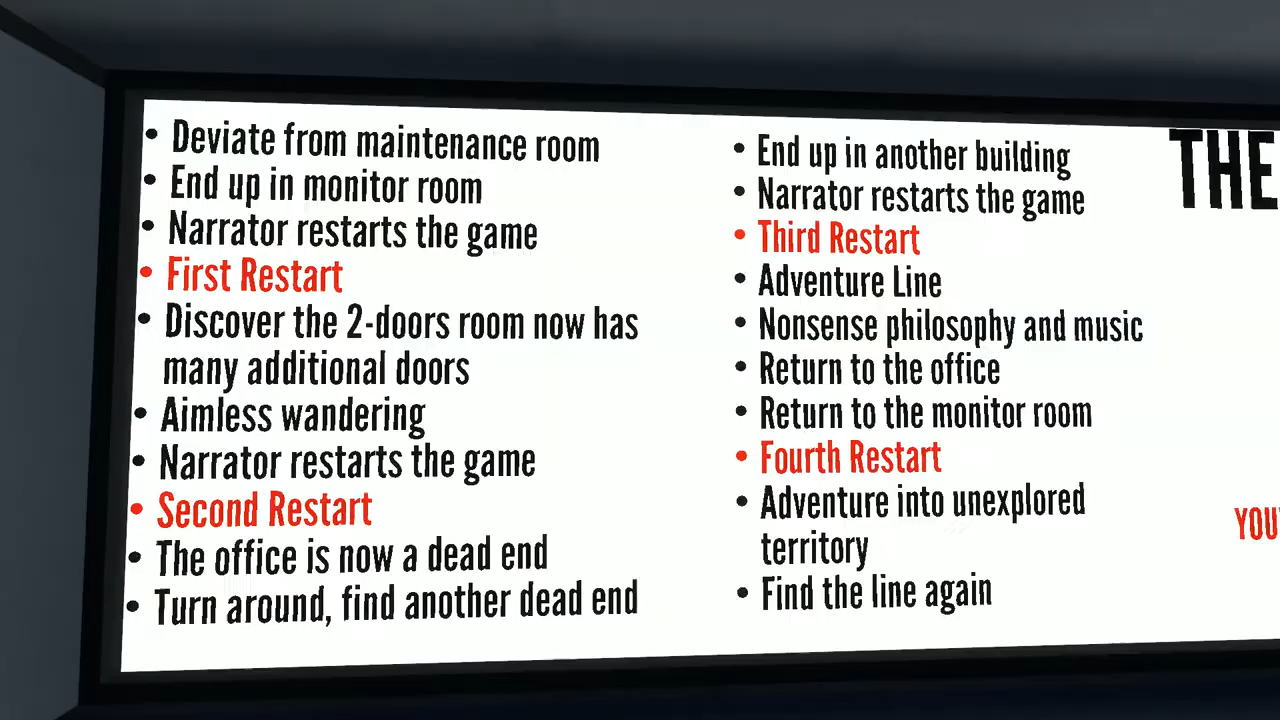 • Deviate from maintenance room
• End up in monitor room
• Narrator restarts the game
• First Restart
• Discover the 2-doors room now has
many additional doors
• Aimless wandering
• Narrator restarts the game
• Second Restart
• The office is now a dead end
• Turn around, find another dead end
• End up in another building
• Narrator restarts the game
• Third Restart
• Adventure Line
• Nonsense philosophy and music
• Return to the office
• Return to the monitor room
• Fourth Restart
• Adventure into unexplored
territory
• Find the line again
THE